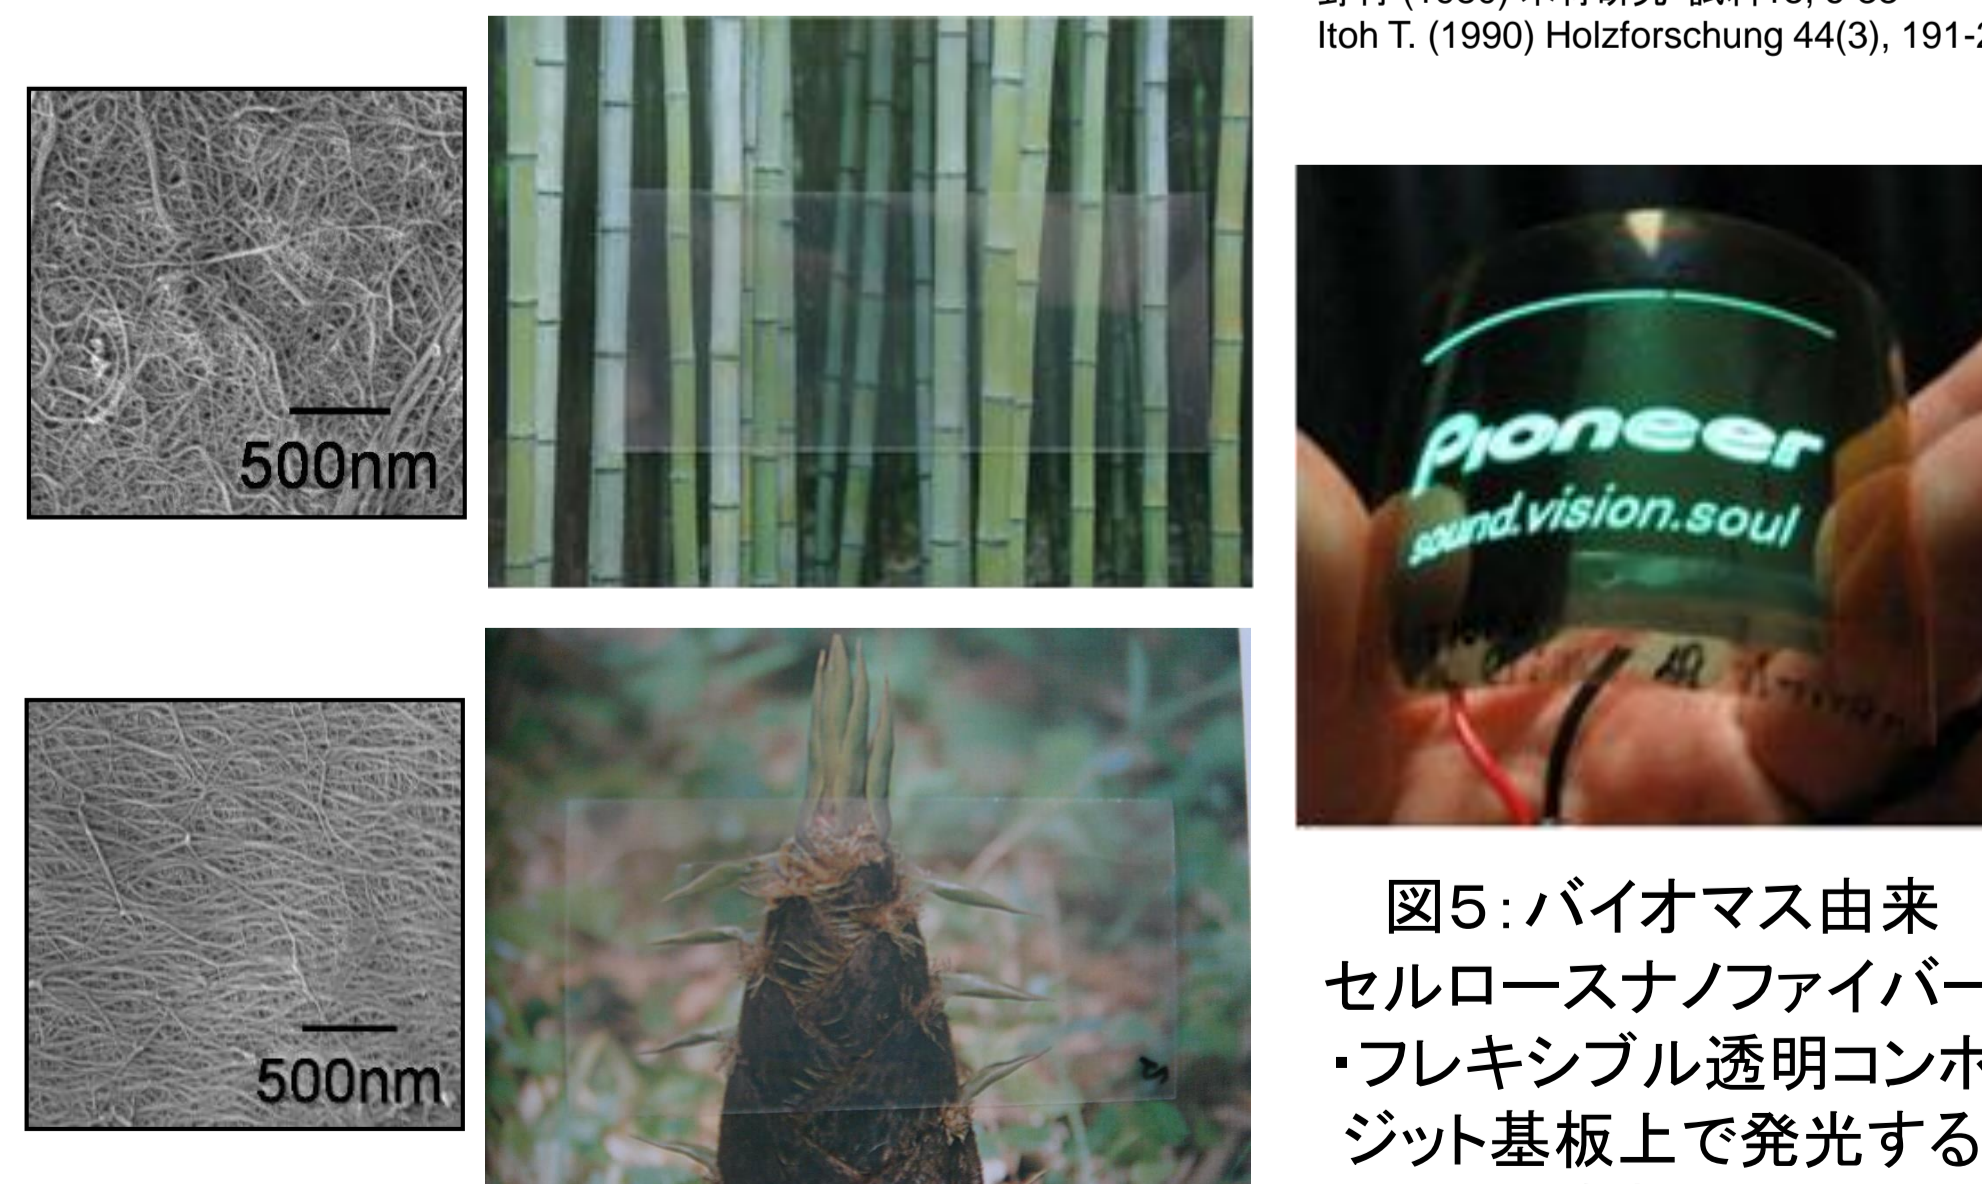 Itoh T. (1990) Holzforschung 44(3), 191-
500nm
500nm
Pioneer
sound.vision.soul
図5：バイオマス由来
セルロースナノファイバー
・フレキシブル透明コンポ
ジット基板上で発光する